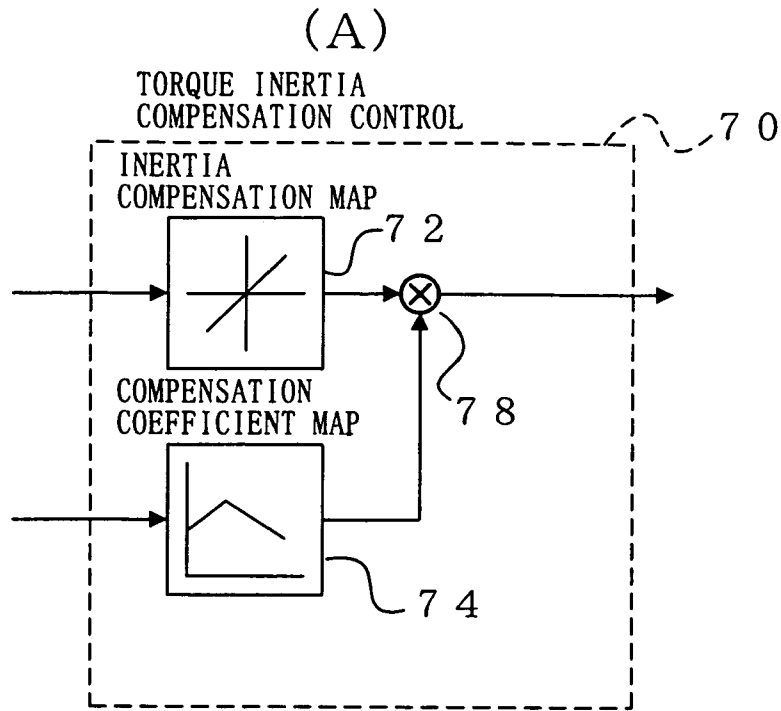 (A)
TORQUE INERTIA
COMPENSATION CONTROL
70
INERTIA
COMPENSATION MAP
72
78
COMPENSATION
COEFFICIENT MAP
74